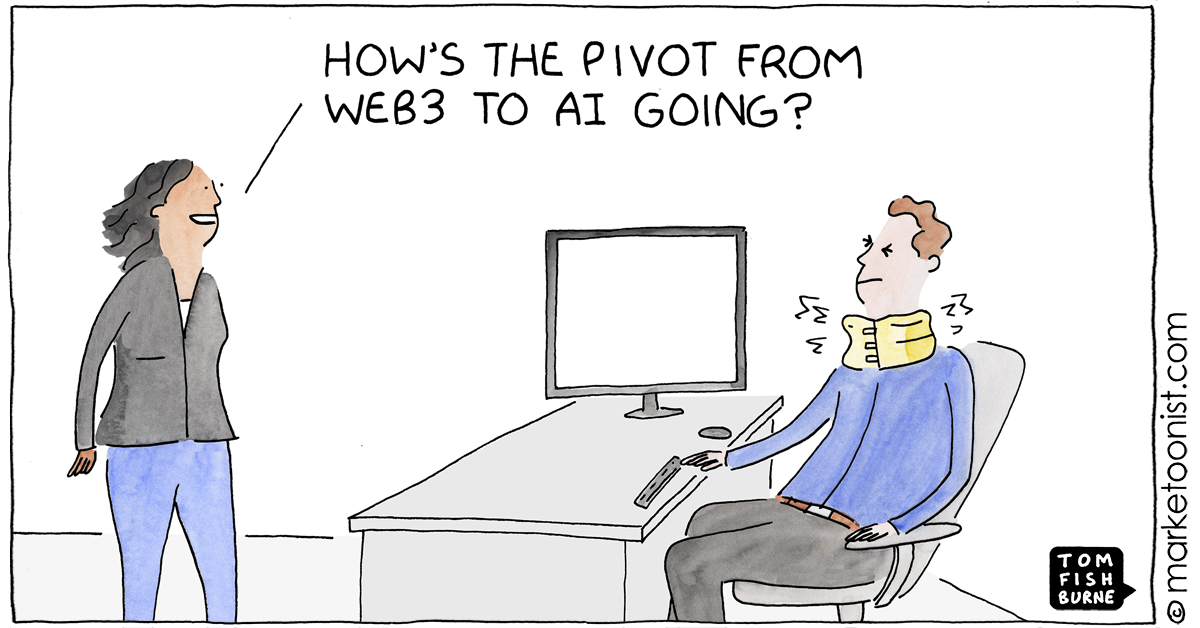 HOW'S THE PIVOT FROM
WEB3 TO AI GOING?
TOM
FISH
BURNE
© marketoonist.com